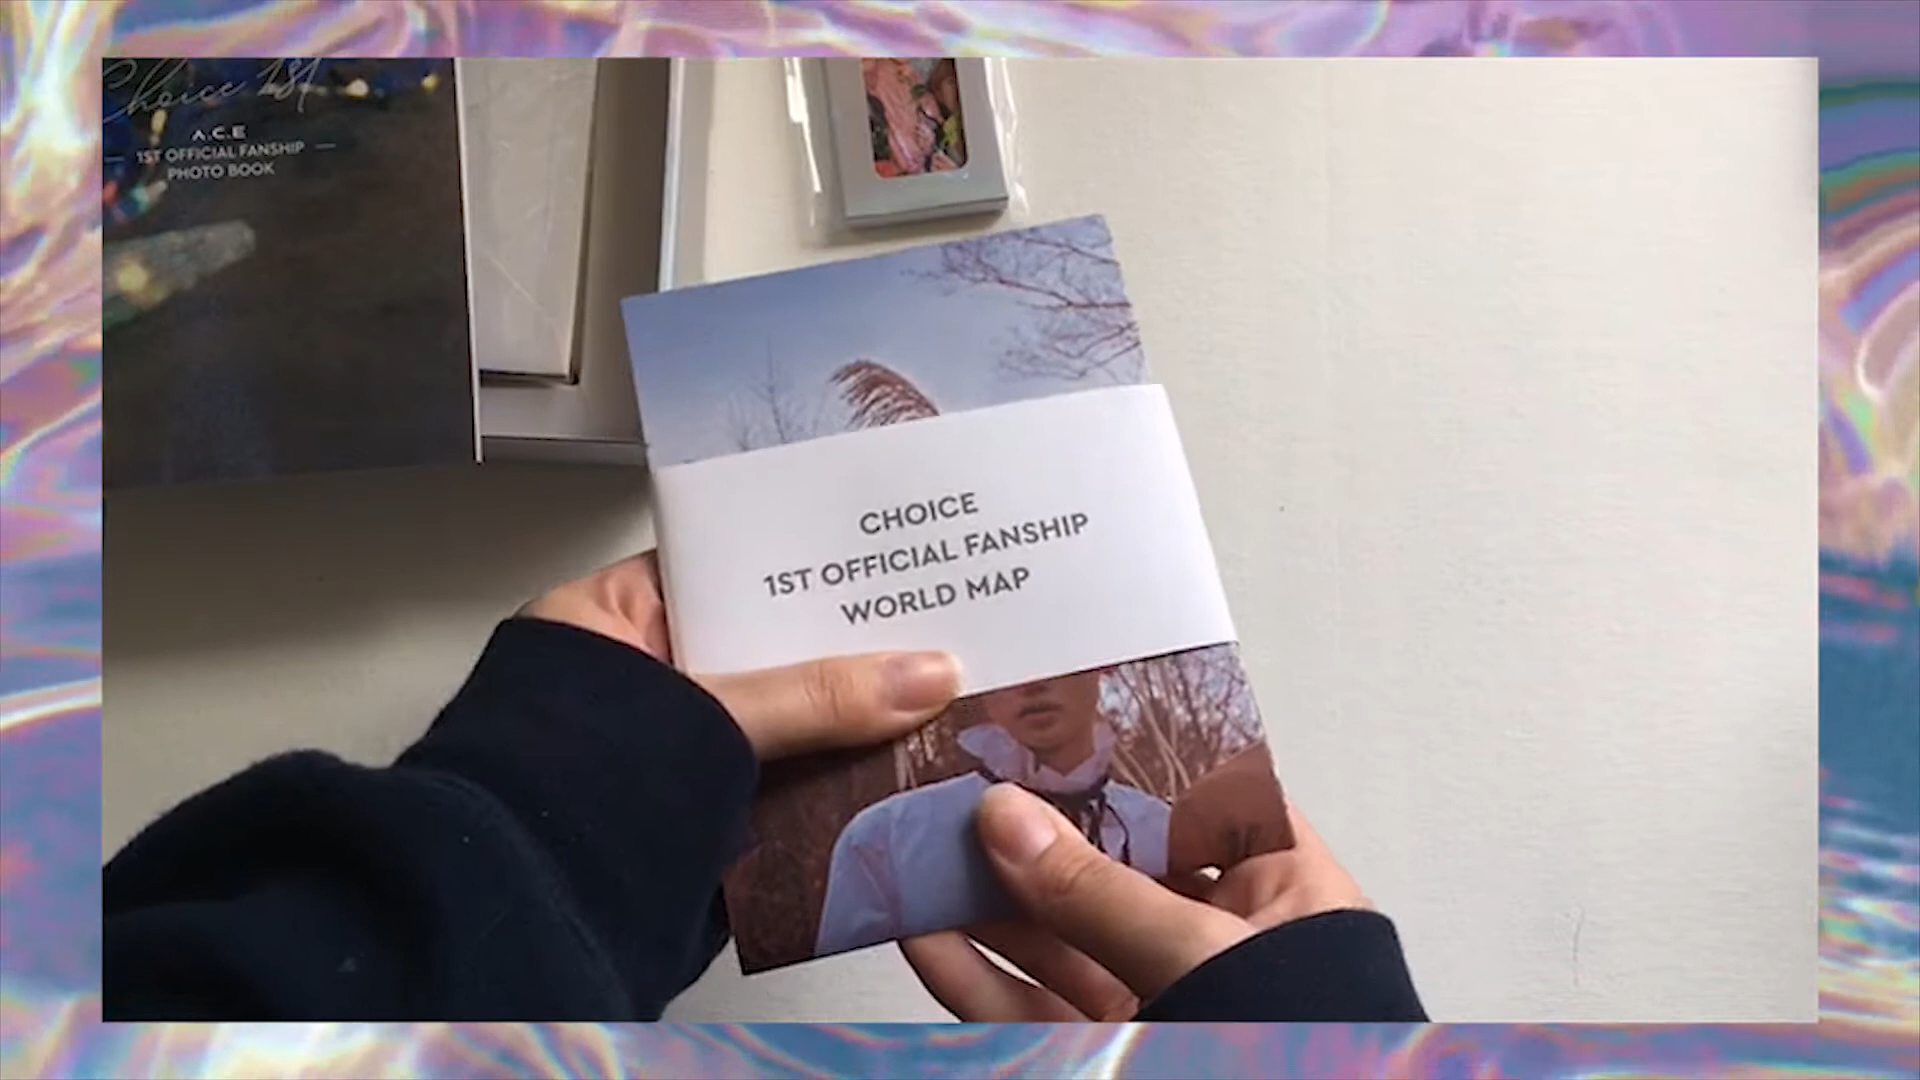 Choice 1st
A.C.E
1ST OFFICIAL FANSHIP
PHOTO BOOK
CHOICE
1ST OFFICIAL FANSHIP
WORLD MAP